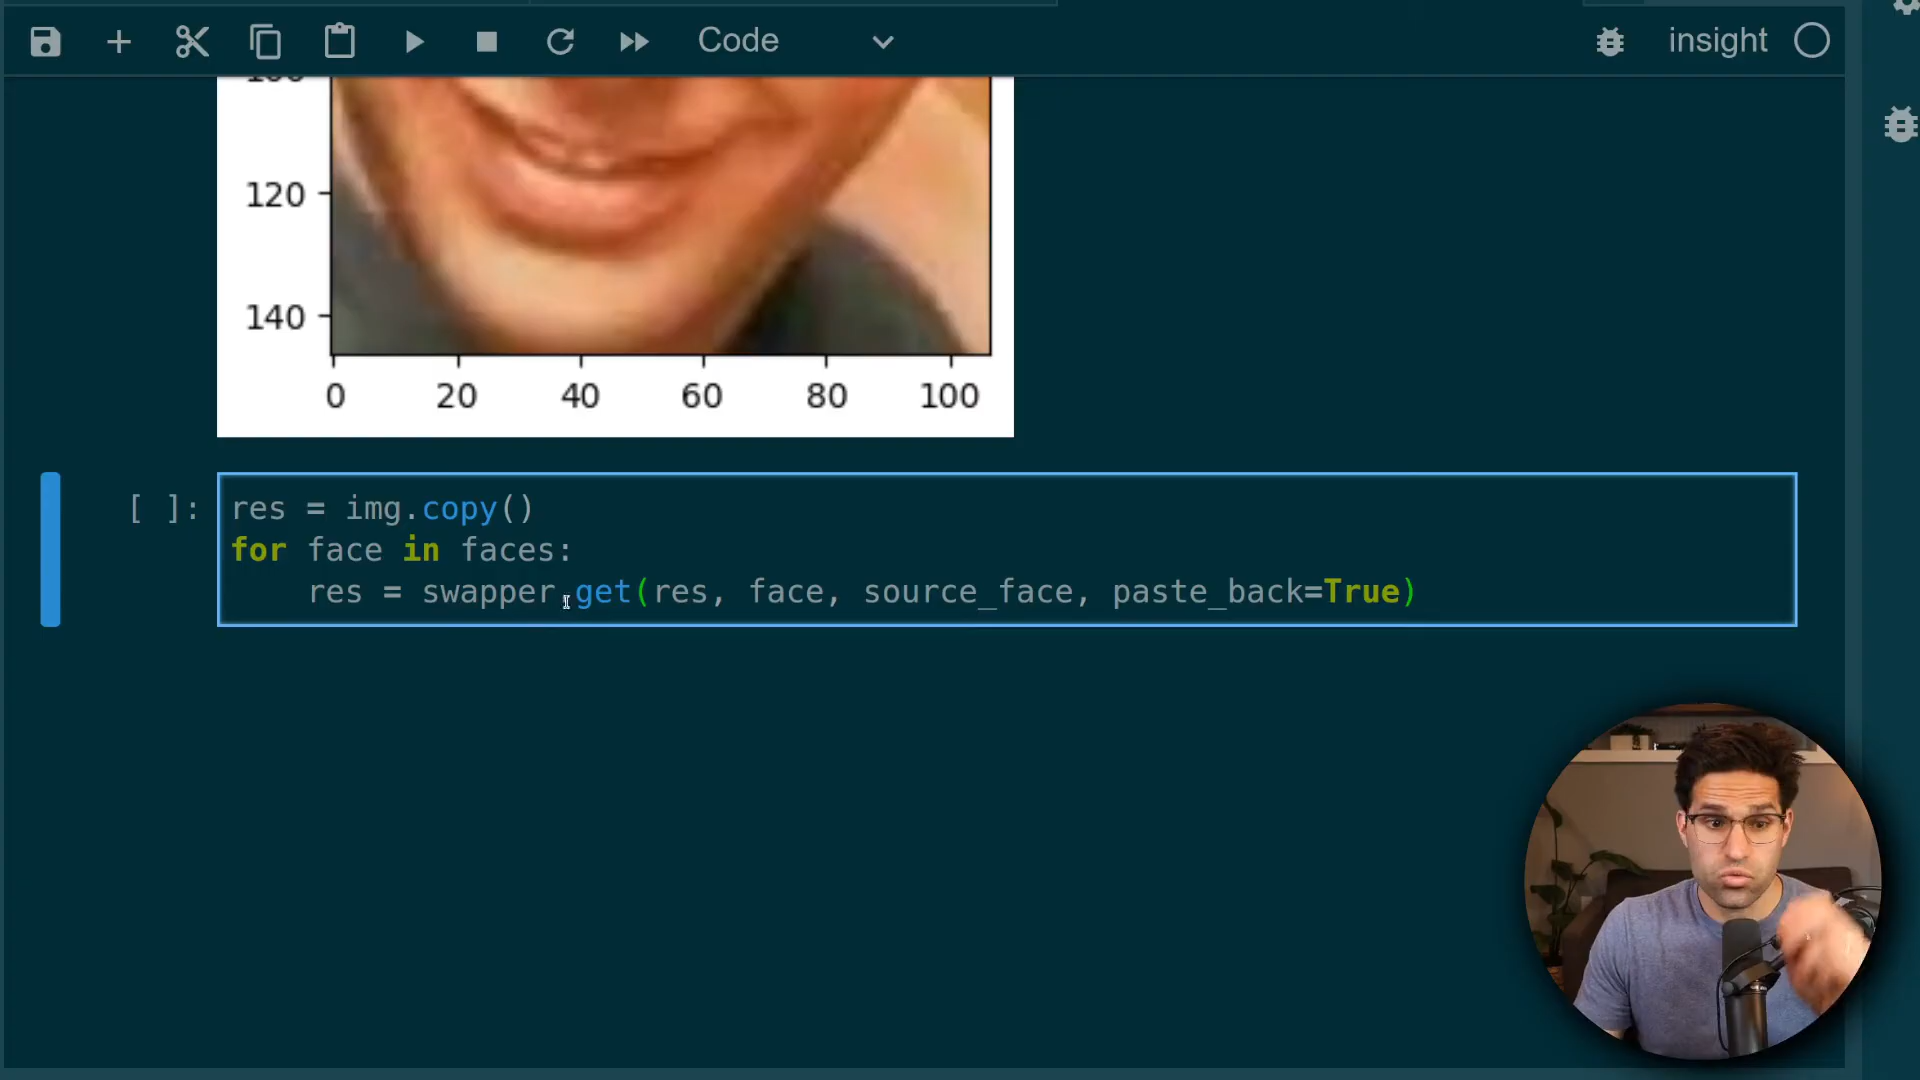 Code
insight
120
140
0 20 40 60 80 100
[ ]:
res = img.copy()
for face in faces:
    res = swapper.get(res, face, source_face, paste_back=True)